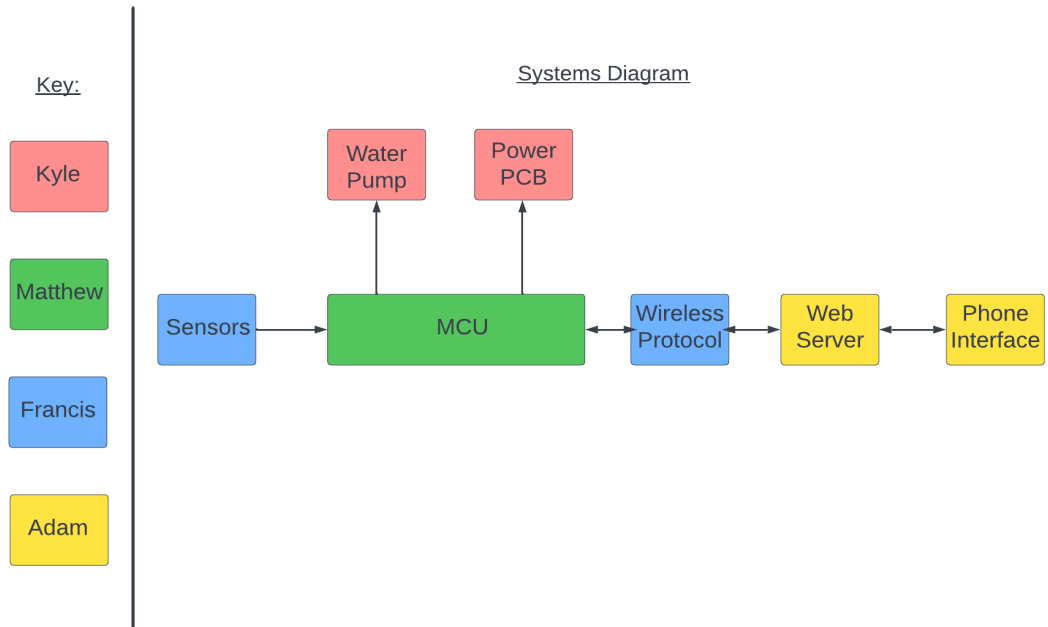 Key:
Kyle
Matthew
Francis
Adam
Systems Diagram
Water
Pump
Power
PCB
Sensors
MCU
Wireless
Protocol
Web
Server
Phone
Interface